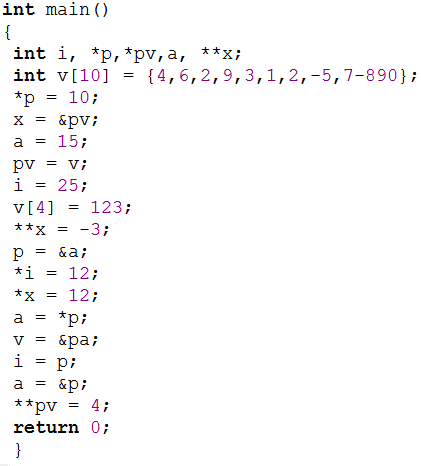 int main()
{
int i, *p,*pv,a, **x;
int v[10] = {4,6,2,9,3,1,2,-5,7-890};
*p = 10;
x = &pv;
a = 15;
pv = v;
i = 25;
v[4] = 123;
**x = -3;
p = &a;
*i = 12;
*x = 12;
a = *p;
v = &pa;
i = p;
a = &p;
**pv = 4;
return 0;
}